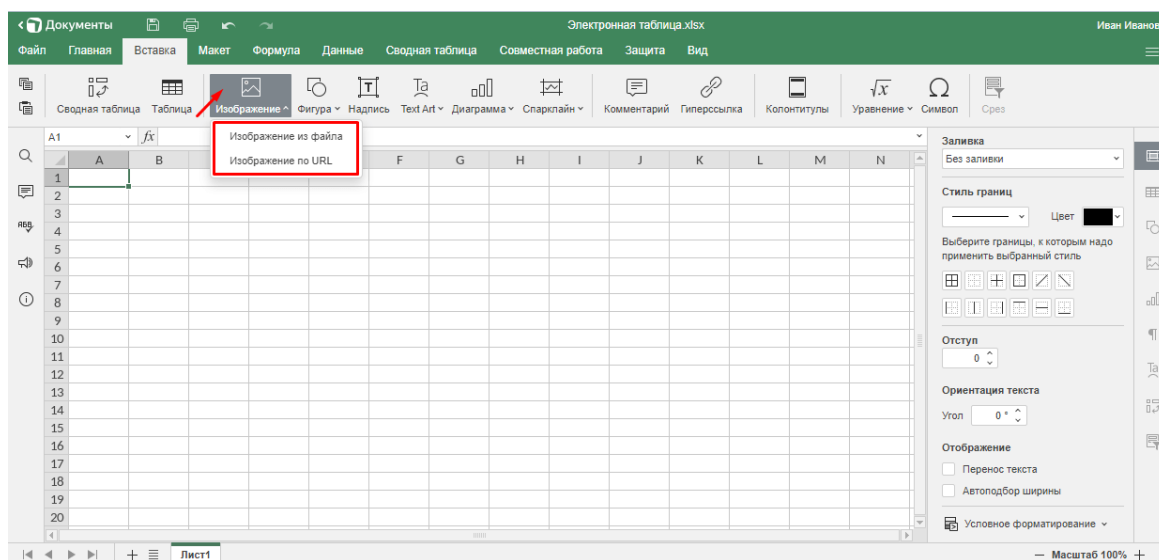 Документы
Электронная таблица.xlsx
Иван Иванов
Файл Главная Вставка Макет Формула Данные Сводная таблица Совместная работа Защита Вид
Сводная таблица Таблица Изображение Фигура Надпись Text Art Диаграмма Спарклайн Комментарий Гиперссылка Колонтитулы Уравнение Символ Срез
A1 fx
Изображение из файла
Изображение по URL
A B F G H I J K L M N
1
2
3
4
5
6
7
8
9
10
11
12
13
14
15
16
17
18
19
20
Заливка
Без заливки
Стиль границ
Цвет
Выберите границы, к которым надо
применить выбранный стиль
Отступ
0
Ориентация текста
Угол 0 °
Отображение
Перенос текста
Автоподбор ширины
Условное форматирование
Лист1
Масштаб 100%